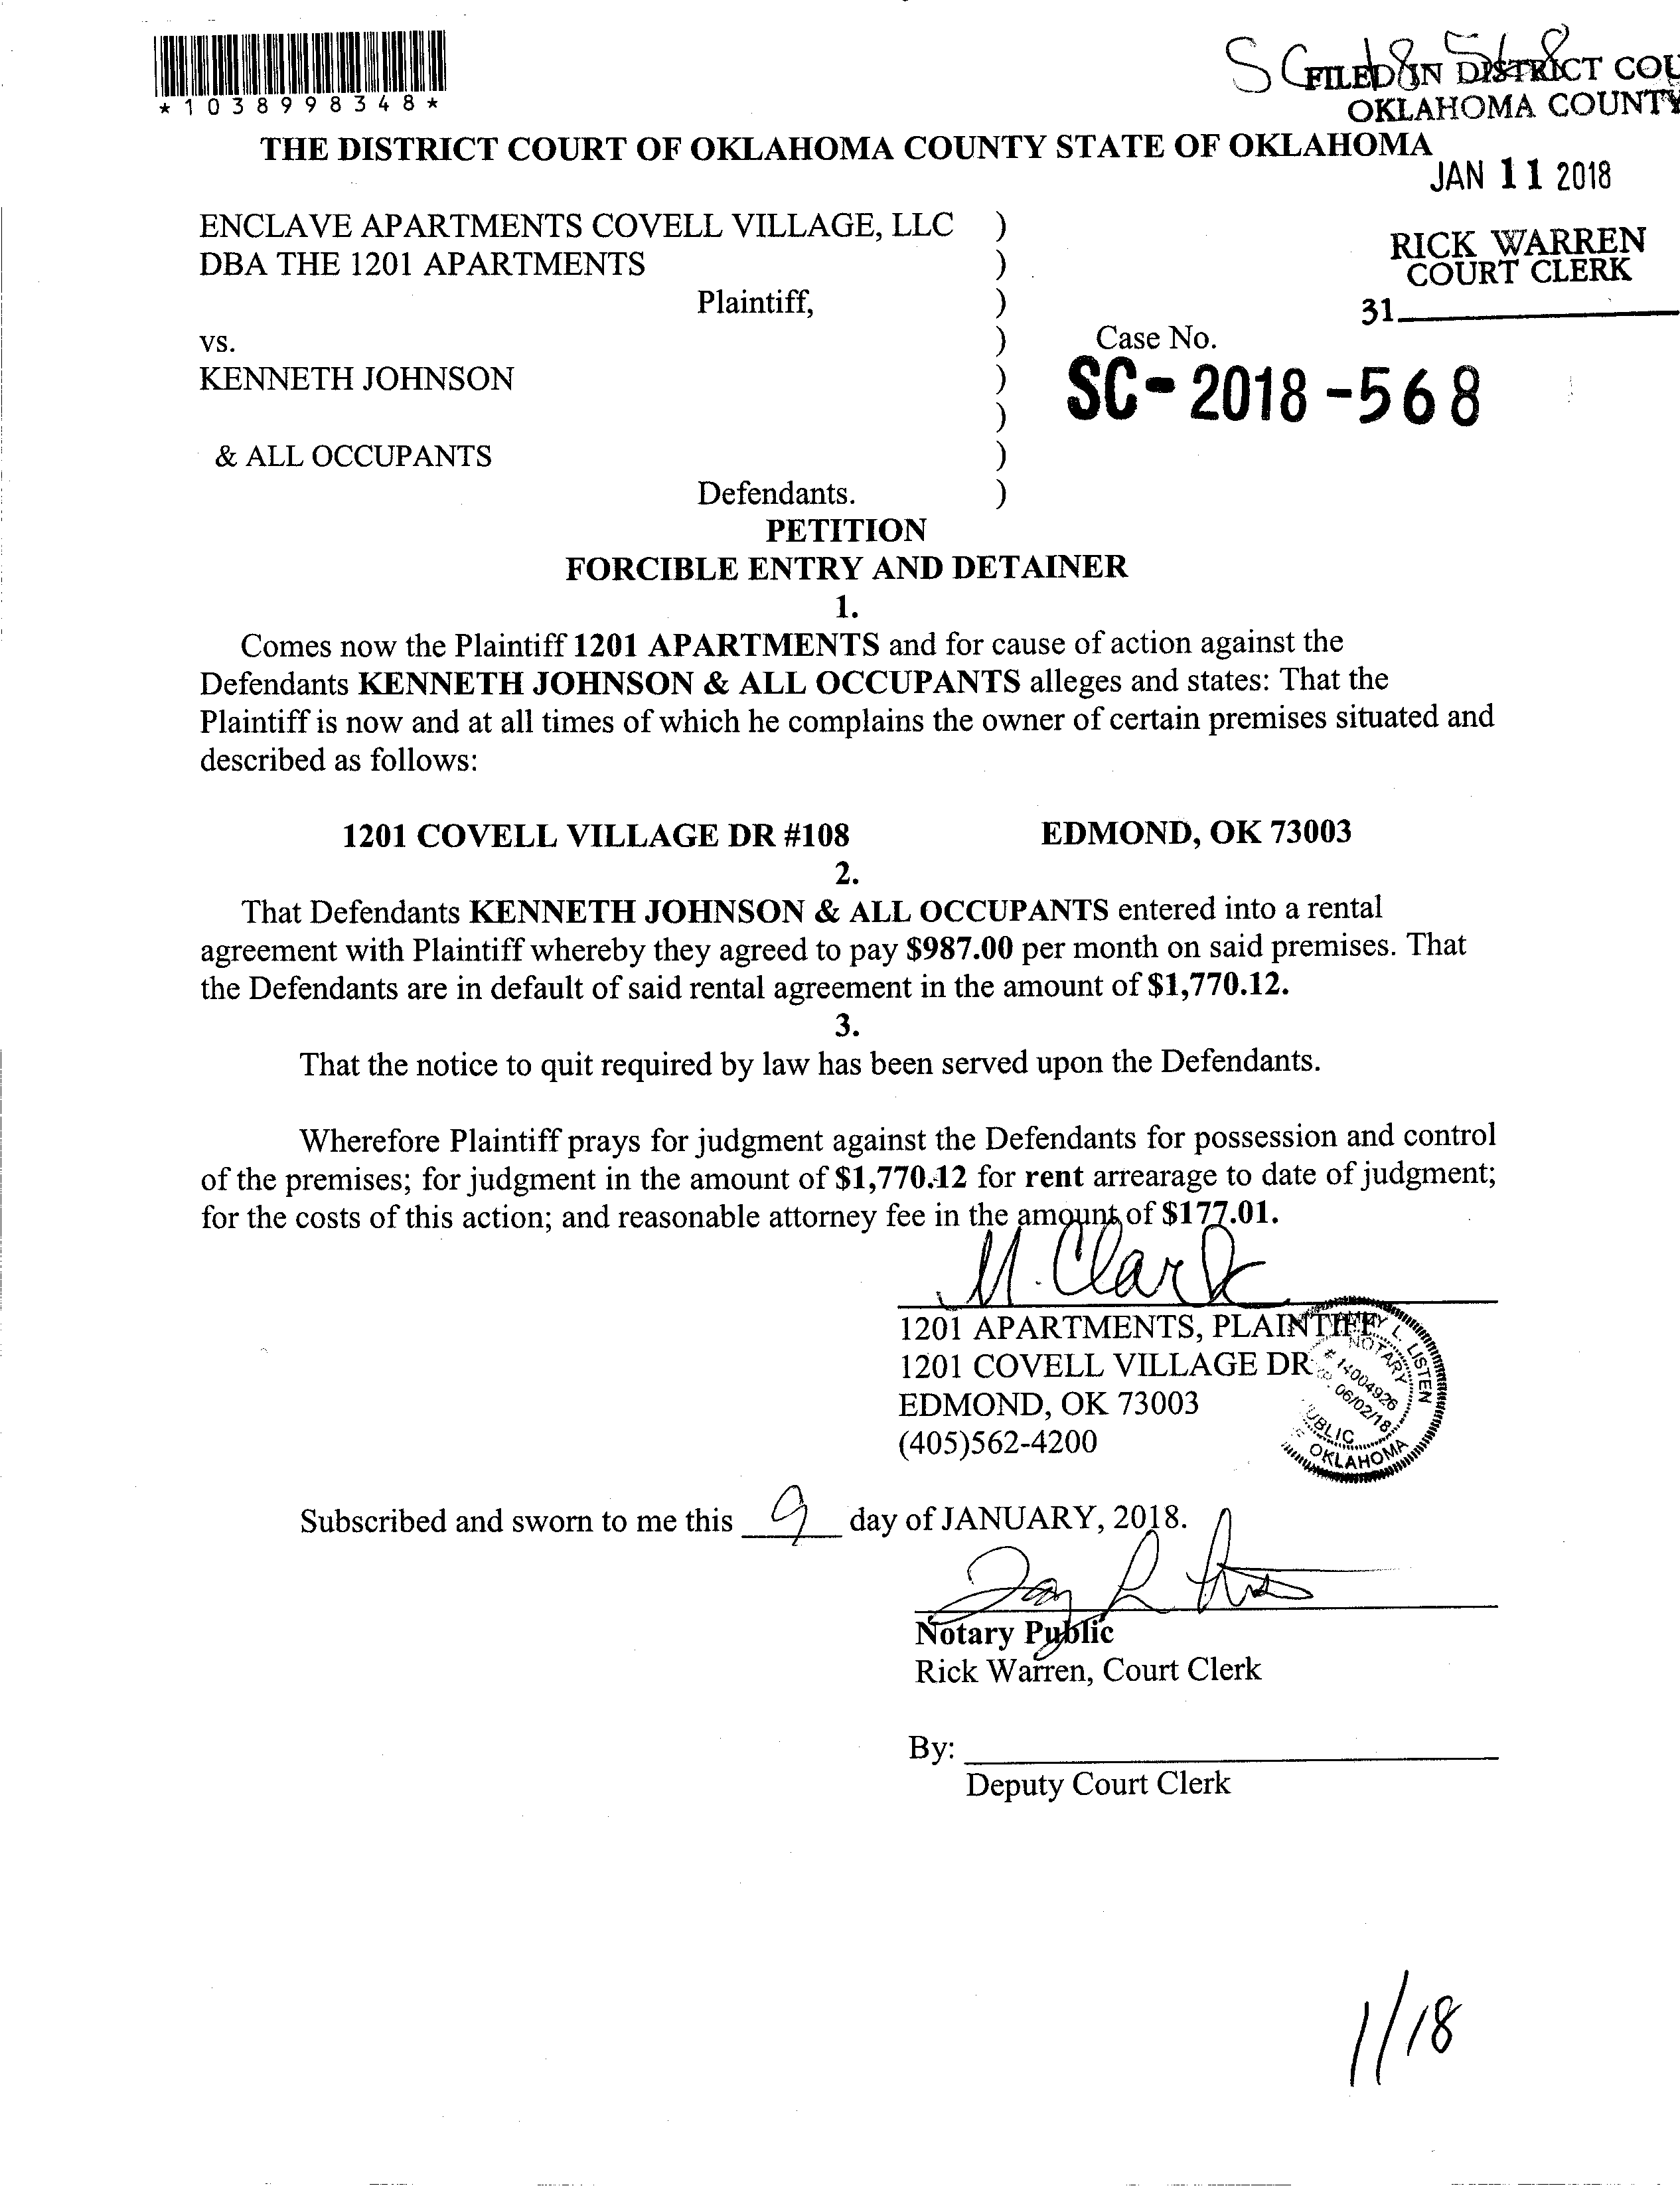 *1038998348*
SC 18 568
FILED IN DISTRICT COU
OKLAHOMA COUNTY
THE DISTRICT COURT OF OKLAHOMA COUNTY STATE OF OKLAHOMA
JAN 11 2018
ENCLAVE APARTMENTS COVELL VILLAGE, LLC )
DBA THE 1201 APARTMENTS )
RICK WARREN
COURT CLERK
Plaintiff, )
31
vs. ) Case No.
KENNETH JOHNSON ) SC-2018-568
)
& ALL OCCUPANTS )
Defendants. )
PETITION
FORCIBLE ENTRY AND DETAINER
1.
Comes now the Plaintiff 1201 APARTMENTS and for cause of action against the
Defendants KENNETH JOHNSON & ALL OCCUPANTS alleges and states: That the
Plaintiff is now and at all times of which he complains the owner of certain premises situated and
described as follows:
1201 COVELL VILLAGE DR #108 EDMOND, OK 73003
2.
That Defendants KENNETH JOHNSON & ALL OCCUPANTS entered into a rental
agreement with Plaintiff whereby they agreed to pay $987.00 per month on said premises. That
the Defendants are in default of said rental agreement in the amount of $1,770.12.
3.
That the notice to quit required by law has been served upon the Defendants.
Wherefore Plaintiff prays for judgment against the Defendants for possession and control
of the premises; for judgment in the amount of $1,770.12 for rent arrearage to date of judgment;
for the costs of this action; and reasonable attorney fee in the amount of $177.01.
M. Clark
1201 APARTMENTS, PLAINTIFF
1201 COVELL VILLAGE DR
EDMOND, OK 73003
(405)562-4200
L. LISTEN
NOTARY
# 14004926
06/02/18
UBLIC
OKLAHOMA
Subscribed and sworn to me this 9 day of JANUARY, 2018.
Notary Public
Rick Warren, Court Clerk
By:
Deputy Court Clerk
1/18